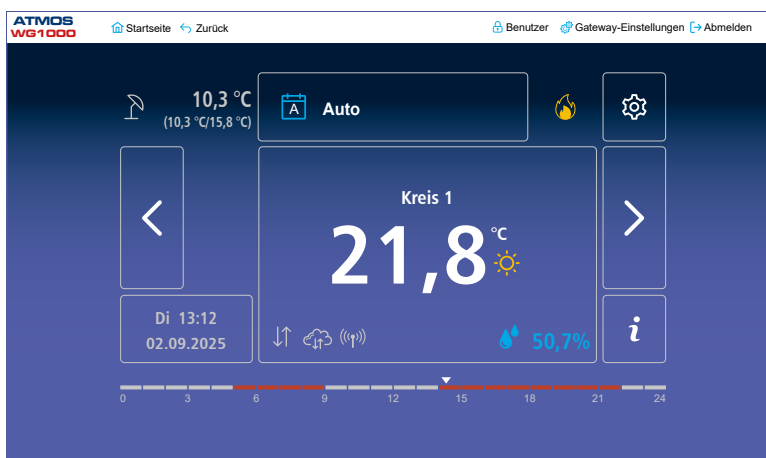 ATMOS
WG1000
Startseite Zurück Benutzer Gateway-Einstellungen Abmelden
10,3 °C
(10,3 °C/15,8 °C)
A Auto
Kreis 1
21,8 °C
Di 13:12
02.09.2025
50,7%
i
0 3 6 9 12 15 18 21 24